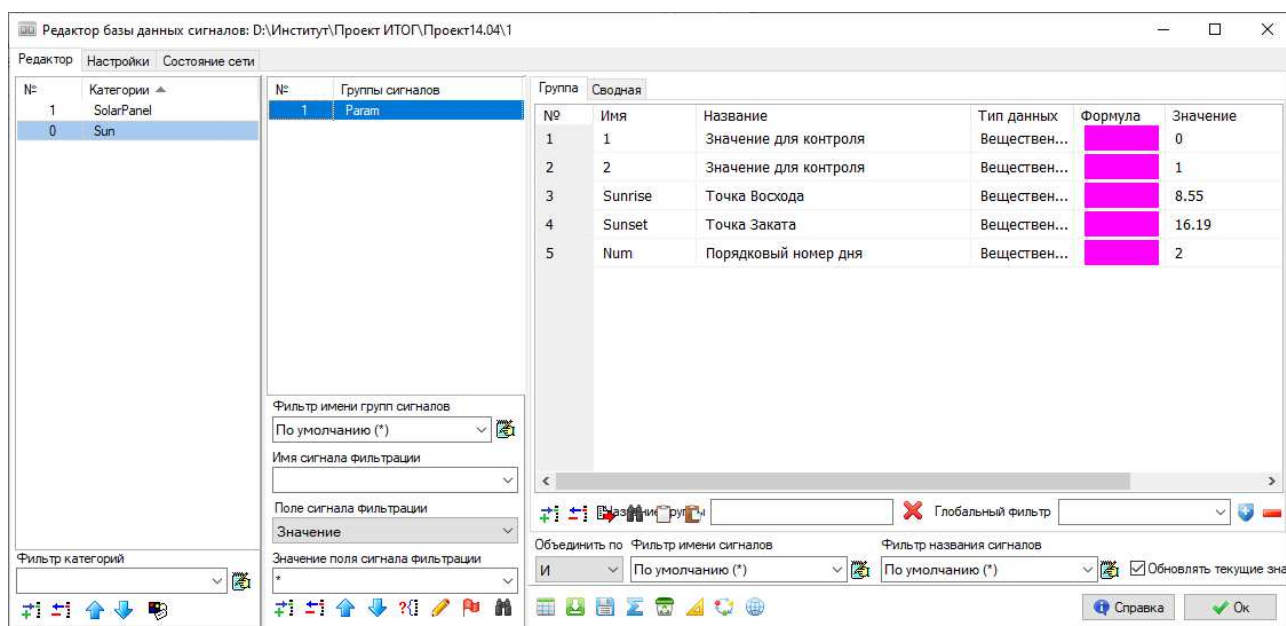 Редактор базы данных сигналов: D:\Институт\Проект ИТОГ\Проект14.04\1
Редактор Настройки Состояние сети
№ Категории
1 SolarPanel
0 Sun
Фильтр категорий
№ Группы сигналов
1 Param
Фильтр имени групп сигналов
По умолчанию (*)
Имя сигнала фильтрации
Поле сигнала фильтрации
Значение
Значение поля сигнала фильтрации
*
Группа Сводная
№ Имя Название Тип данных Формула Значение
1 1 Значение для контроля Веществен... 0
2 2 Значение для контроля Веществен... 1
3 Sunrise Точка Восхода Веществен... 8.55
4 Sunset Точка Заката Веществен... 16.19
5 Num Порядковый номер дня Веществен... 2
Глобальный фильтр
Объединить по Фильтр имени сигналов Фильтр названия сигналов
И По умолчанию (*) По умолчанию (*) Обновлять текущие зна
Справка Ок